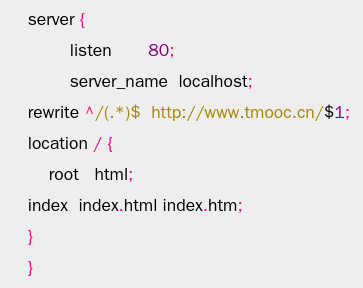 server {
listen 80;
server_name localhost;
rewrite ^/(.*)$ http://www.tmooc.cn/$1;
location / {
root html;
index index.html index.htm;
}
}